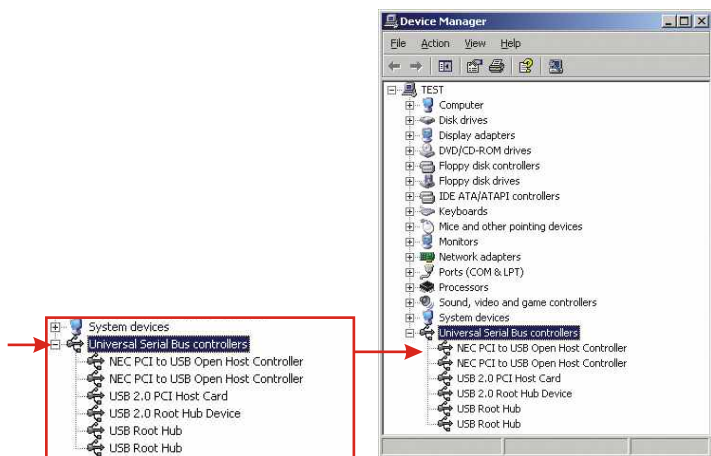 Device Manager
File Action View Help
TEST
Computer
Disk drives
Display adapters
DVD/CD-ROM drives
Floppy disk controllers
Floppy disk drives
IDE ATA/ATAPI controllers
Keyboards
Mice and other pointing devices
Monitors
Network adapters
Ports (COM & LPT)
Processors
Sound, video and game controllers
System devices
Universal Serial Bus controllers
NEC PCI to USB Open Host Controller
NEC PCI to USB Open Host Controller
USB 2.0 PCI Host Card
USB 2.0 Root Hub Device
USB Root Hub
USB Root Hub
System devices
Universal Serial Bus controllers
NEC PCI to USB Open Host Controller
NEC PCI to USB Open Host Controller
USB 2.0 PCI Host Card
USB 2.0 Root Hub Device
USB Root Hub
USB Root Hub